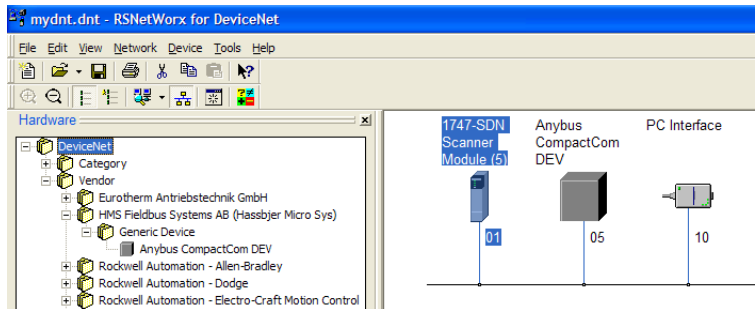 mydnt.dnt - RSNetWorx for DeviceNet
File Edit View Network Device Tools Help
Hardware
DeviceNet
Category
Vendor
Eurotherm Antriebstechnik GmbH
HMS Fieldbus Systems AB (Hassbjer Micro Sys)
Generic Device
Anybus CompactCom DEV
Rockwell Automation - Allen-Bradley
Rockwell Automation - Dodge
Rockwell Automation - Electro-Craft Motion Control
1747-SDN
Scanner
Module (5)
01
Anybus
CompactCom
DEV
05
PC Interface
10